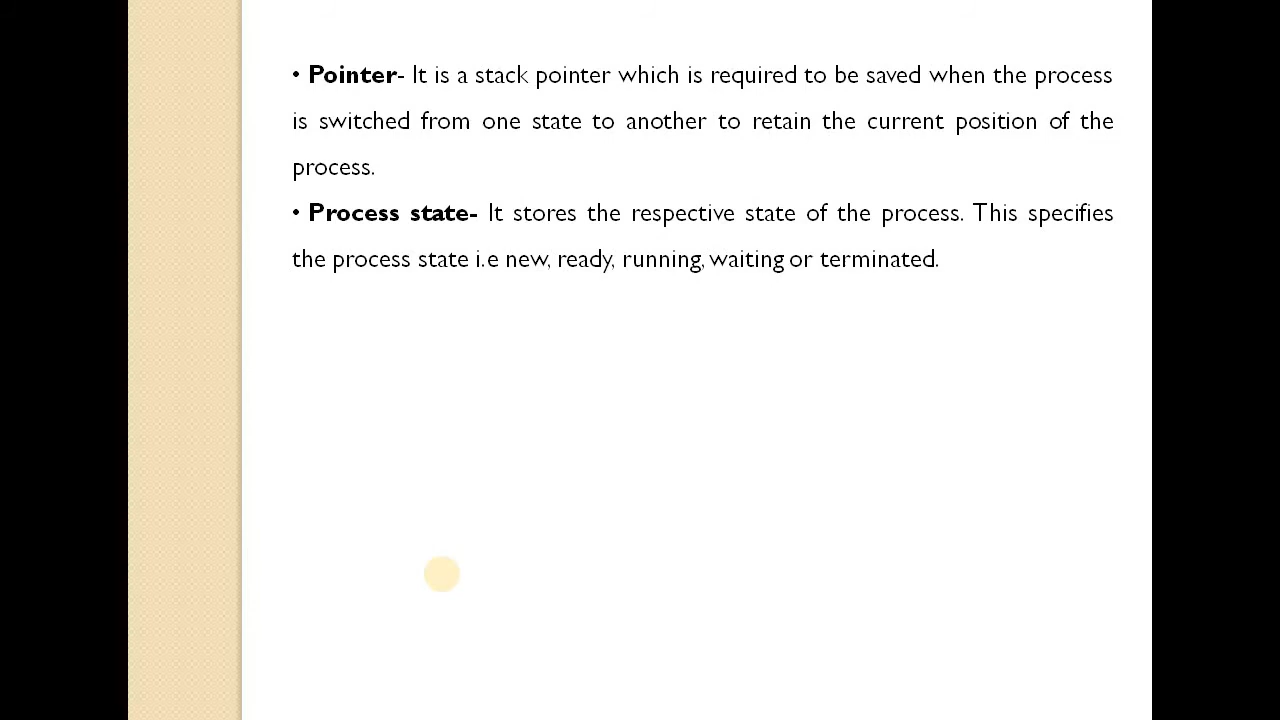 • Pointer- It is a stack pointer which is required to be saved when the process
is switched from one state to another to retain the current position of the
process.
• Process state- It stores the respective state of the process. This specifies
the process state i.e new, ready, running, waiting or terminated.